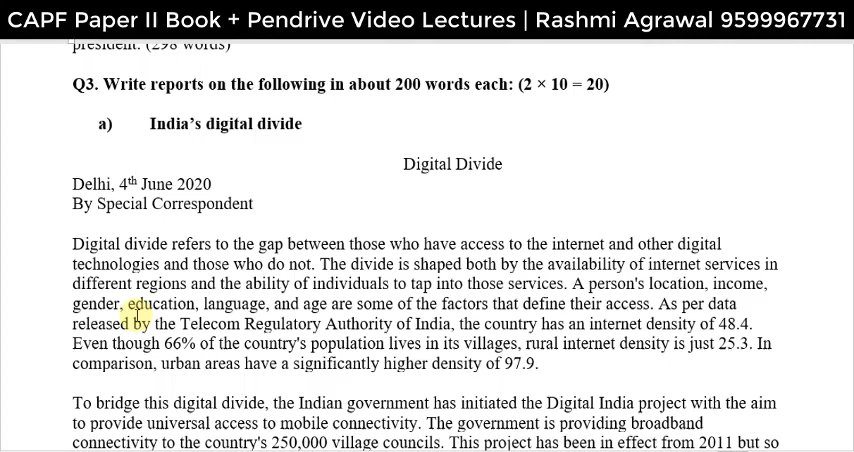 CAPF Paper II Book + Pendrive Video Lectures | Rashmi Agrawal 9599967731
president. (298 words)
Q3. Write reports on the following in about 200 words each: (2 × 10 = 20)
a) India's digital divide
Digital Divide
Delhi, 4th June 2020
By Special Correspondent
Digital divide refers to the gap between those who have access to the internet and other digital
technologies and those who do not. The divide is shaped both by the availability of internet services in
different regions and the ability of individuals to tap into those services. A person's location, income,
gender, education, language, and age are some of the factors that define their access. As per data
released by the Telecom Regulatory Authority of India, the country has an internet density of 48.4.
Even though 66% of the country's population lives in its villages, rural internet density is just 25.3. In
comparison, urban areas have a significantly higher density of 97.9.
To bridge this digital divide, the Indian government has initiated the Digital India project with the aim
to provide universal access to mobile connectivity. The government is providing broadband
connectivity to the country's 250,000 village councils. This project has been in effect from 2011 but so